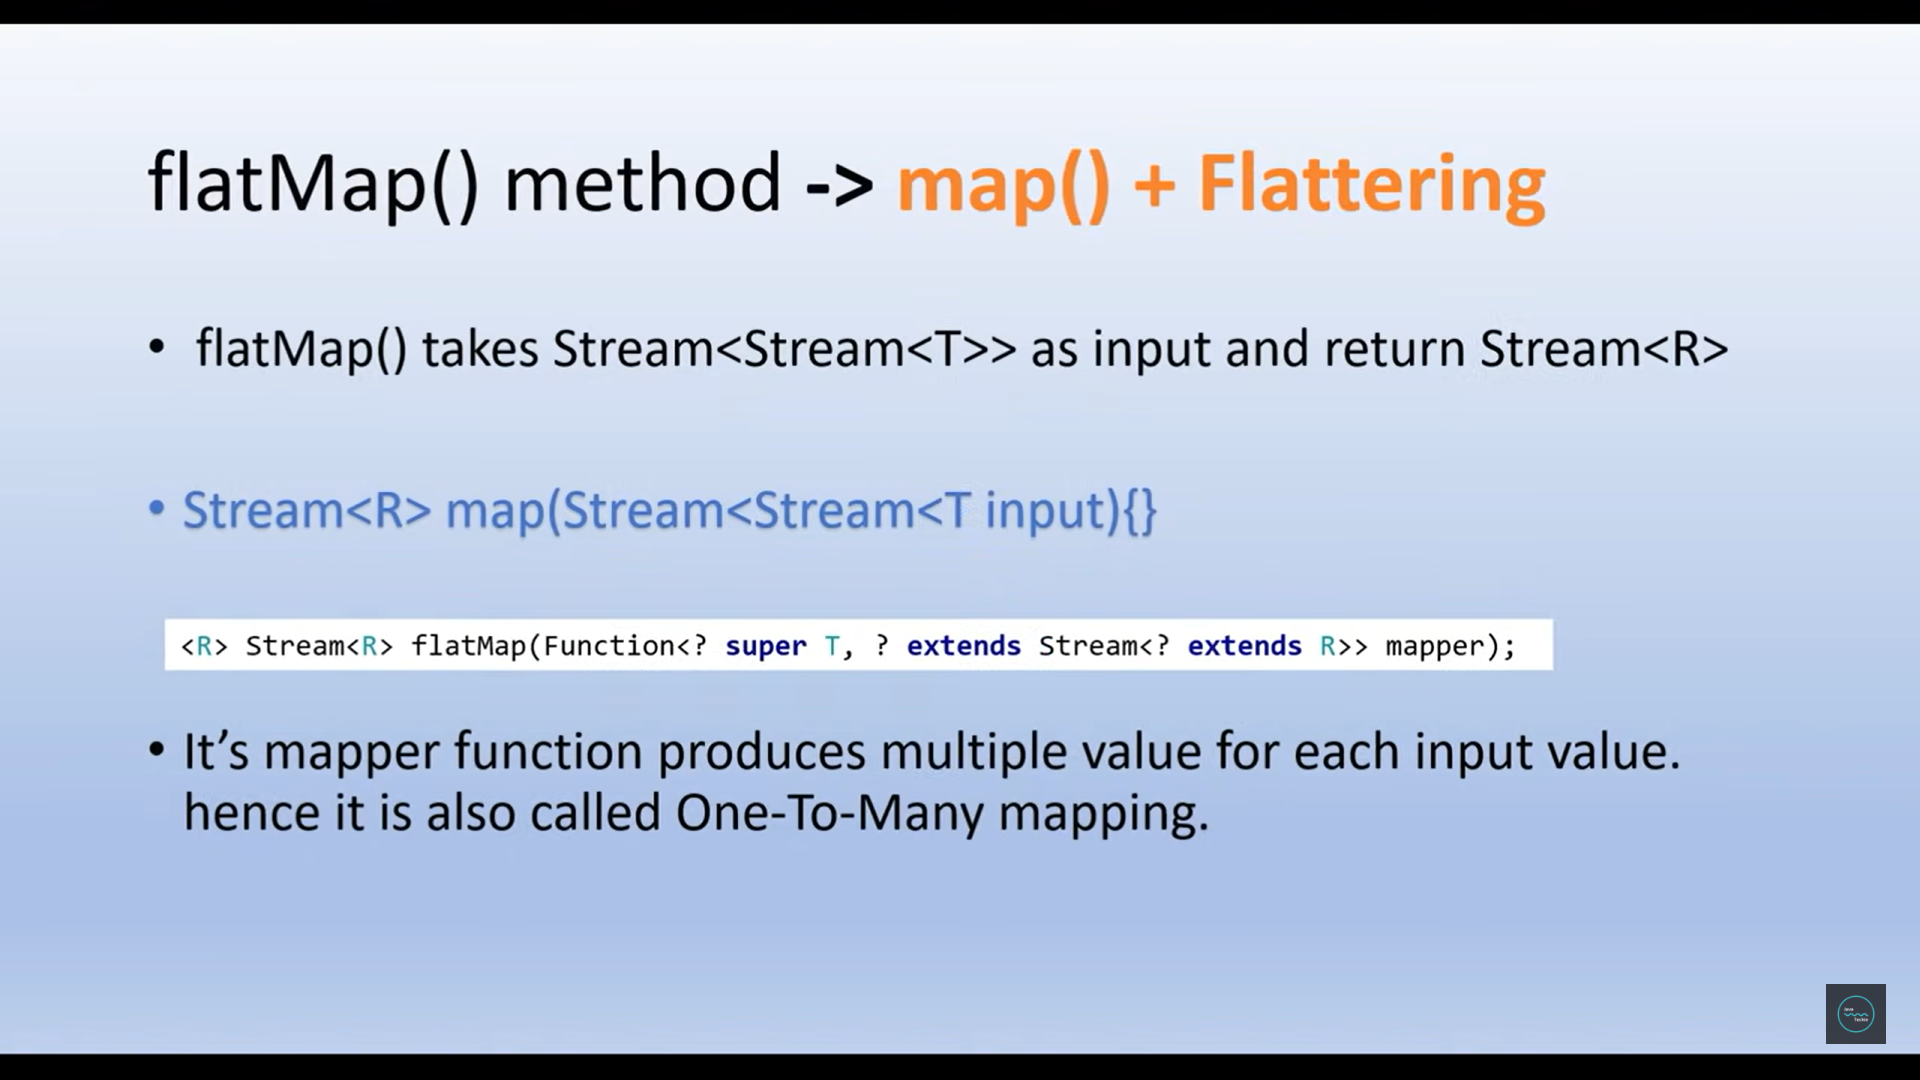 flatMap() method -> map() + Flattering
• flatMap() takes Stream<Stream<T>> as input and return Stream<R>
• Stream<R> map(Stream<Stream<T input){}
<R> Stream<R> flatMap(Function<? super T, ? extends Stream<? extends R>> mapper);
• It’s mapper function produces multiple value for each input value.
hence it is also called One-To-Many mapping.
Java
Techie